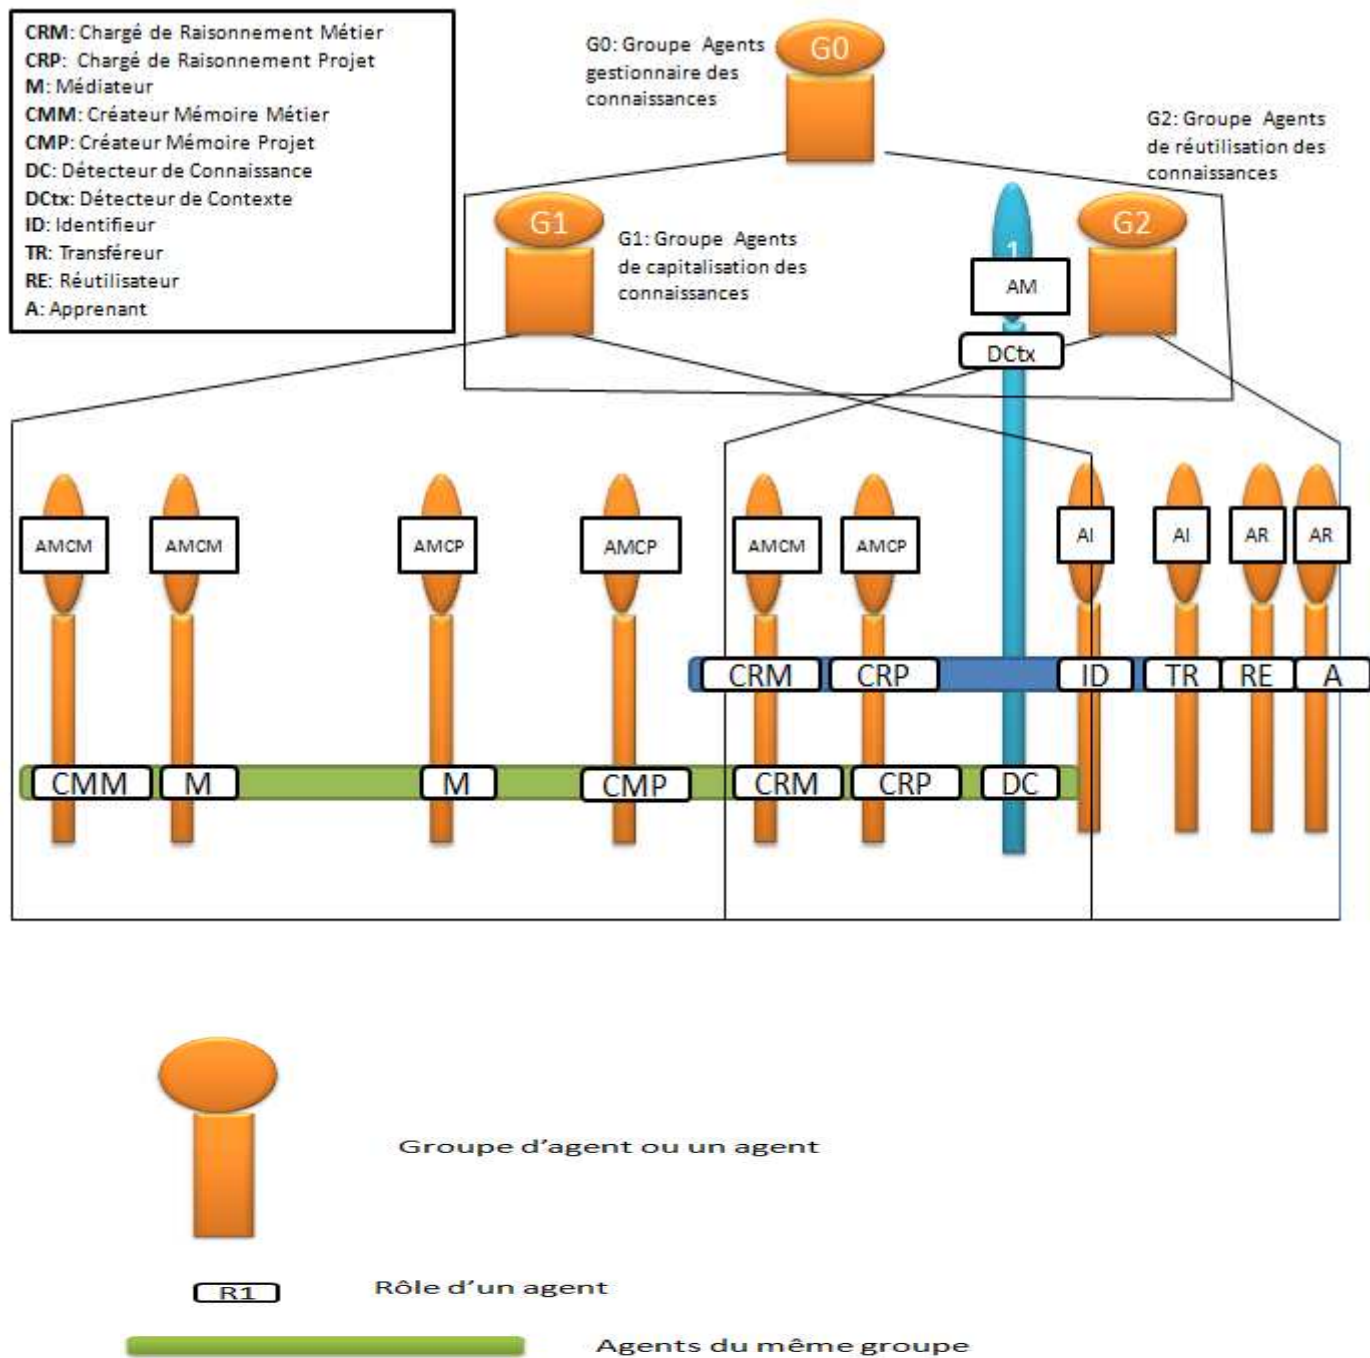 CRM: Chargé de Raisonnement Métier
CRP: Chargé de Raisonnement Projet
M: Médiateur
CMM: Créateur Mémoire Métier
CMP: Créateur Mémoire Projet
DC: Détecteur de Connaissance
DCtx: Détecteur de Contexte
ID: Identifieur
TR: Transféreur
RE: Réutilisateur
A: Apprenant
G0: Groupe Agents
gestionnaire des
connaissances
G0
G2: Groupe Agents
de réutilisation des
connaissances
G1
G1: Groupe Agents
de capitalisation des
connaissances
1
AM
DCtx
G2
AMCM
AMCM
AMCP
AMCP
AMCM
AMCP
AI
AI
AR
AR
CRM
CRP
ID
TR
RE
A
CMM
M
M
CMP
CRM
CRP
DC
Groupe d'agent ou un agent
R1
Rôle d'un agent
Agents du même groupe